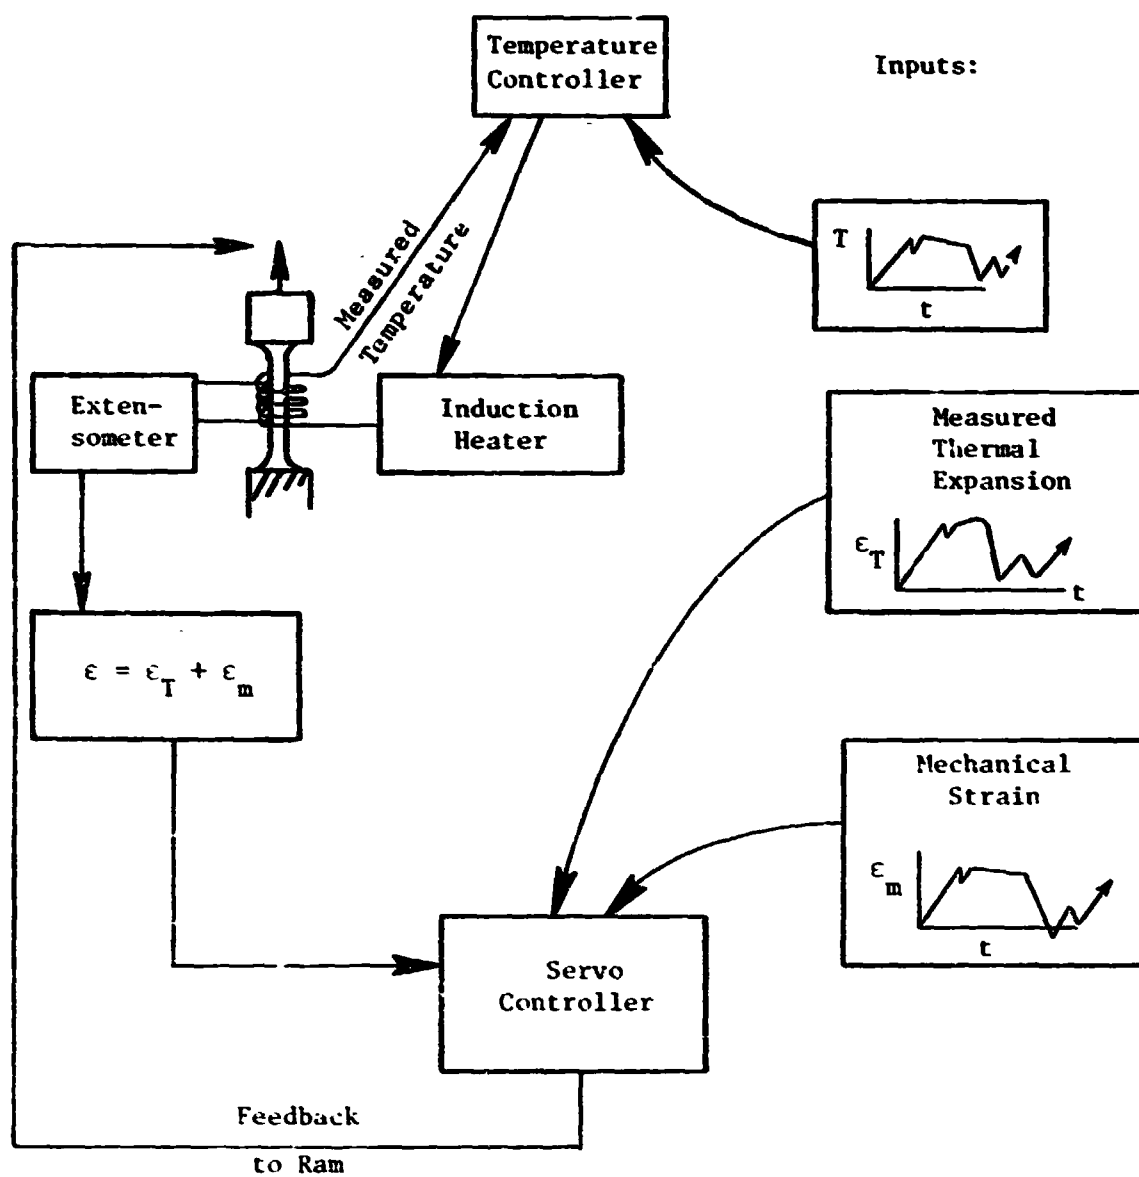 Temperature
Controller
Inputs:
T
t
Measured
Temperature
Exten-
someter
Induction
Heater
Measured
Thermal
Expansion
ε_T
t
ε = ε_T + ε_m
Mechanical
Strain
ε_m
t
Servo
Controller
Feedback
to Ram